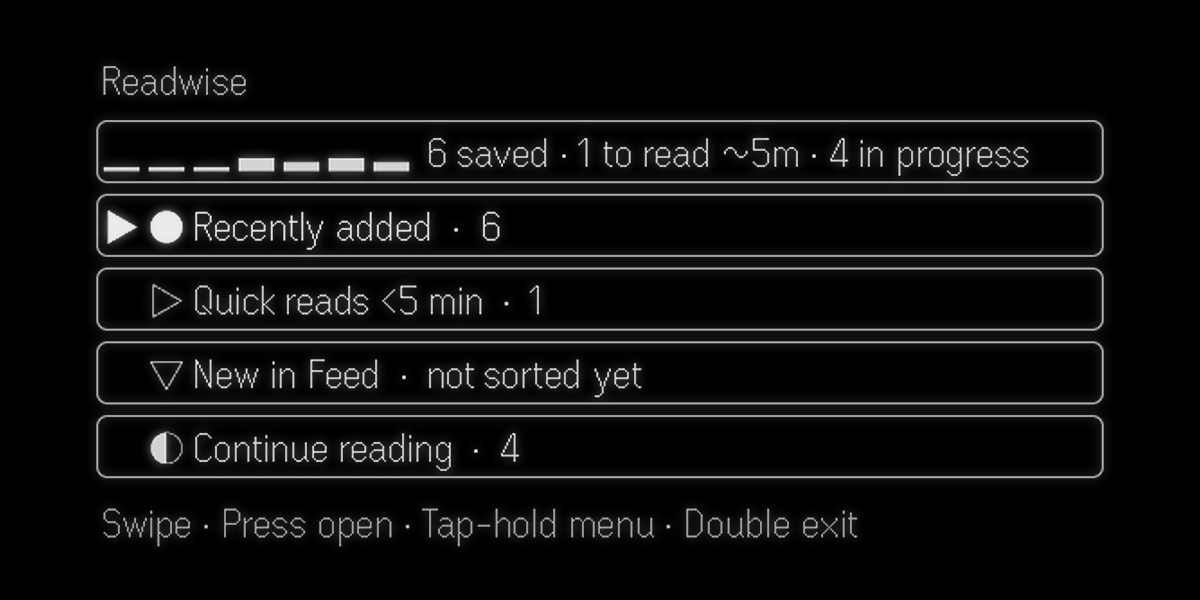 Readwise
6 saved · 1 to read ~5m · 4 in progress
▶ ● Recently added · 6
▷ Quick reads <5 min · 1
▽ New in Feed · not sorted yet
◐ Continue reading · 4
Swipe · Press open · Tap-hold menu · Double exit